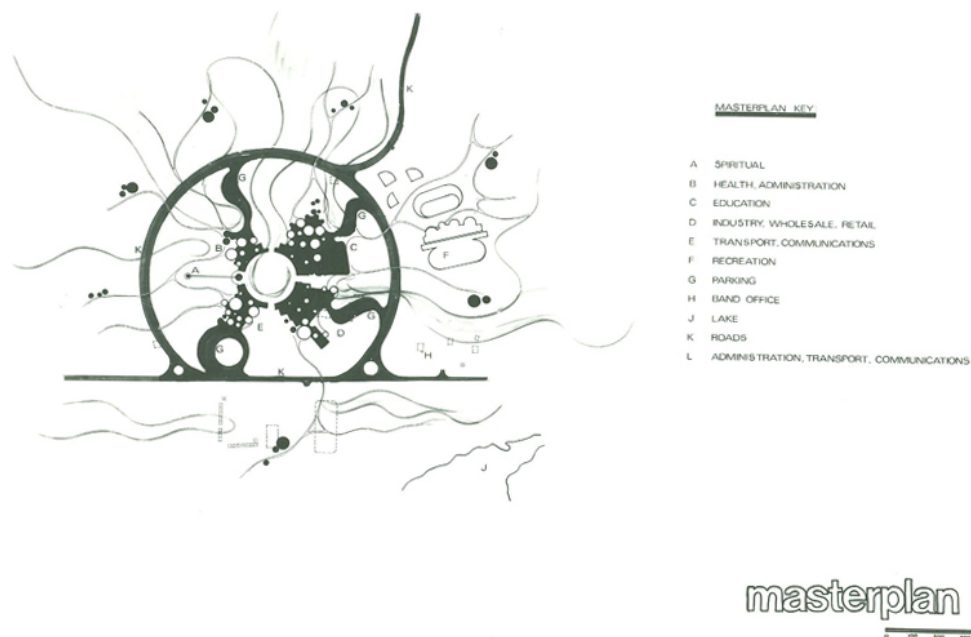 K
G
L
G
MASTERPLAN KEY:
A SPIRITUAL
B HEALTH, ADMINISTRATION
C EDUCATION
D INDUSTRY, WHOLESALE, RETAIL
E TRANSPORT, COMMUNICATIONS
F RECREATION
G PARKING
H BAND OFFICE
J LAKE
K ROADS
L ADMINISTRATION, TRANSPORT, COMMUNICATIONS
K
B
C
F
A
E
D
G
G
H
K
J
masterplan